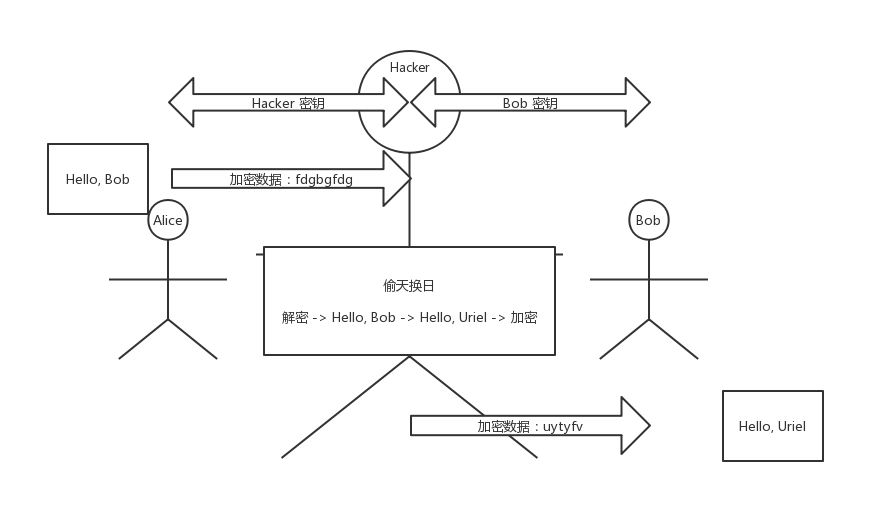 Hacker
Hacker 密钥
Bob 密钥
Hello, Bob
加密数据：fdgbgfdg
Alice
Bob
偷天换日
解密 -> Hello, Bob -> Hello, Uriel -> 加密
加密数据：uytyfv
Hello, Uriel